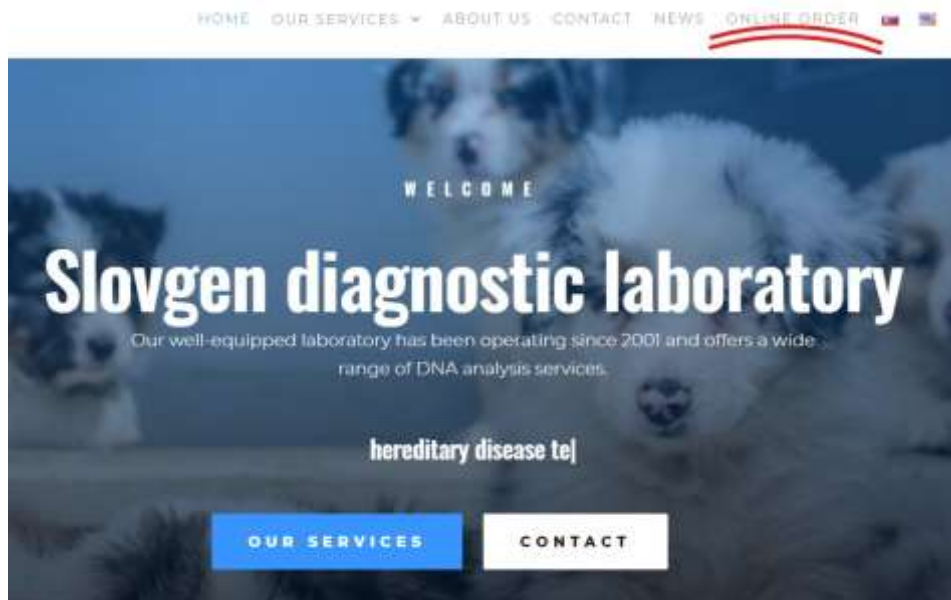 HOME OUR SERVICES ABOUT US CONTACT NEWS ONLINE ORDER
WELCOME
Slovgen diagnostic laboratory
Our well-equipped laboratory has been operating since 2001 and offers a wide
range of DNA analysis services.
hereditary disease te|
OUR SERVICES CONTACT